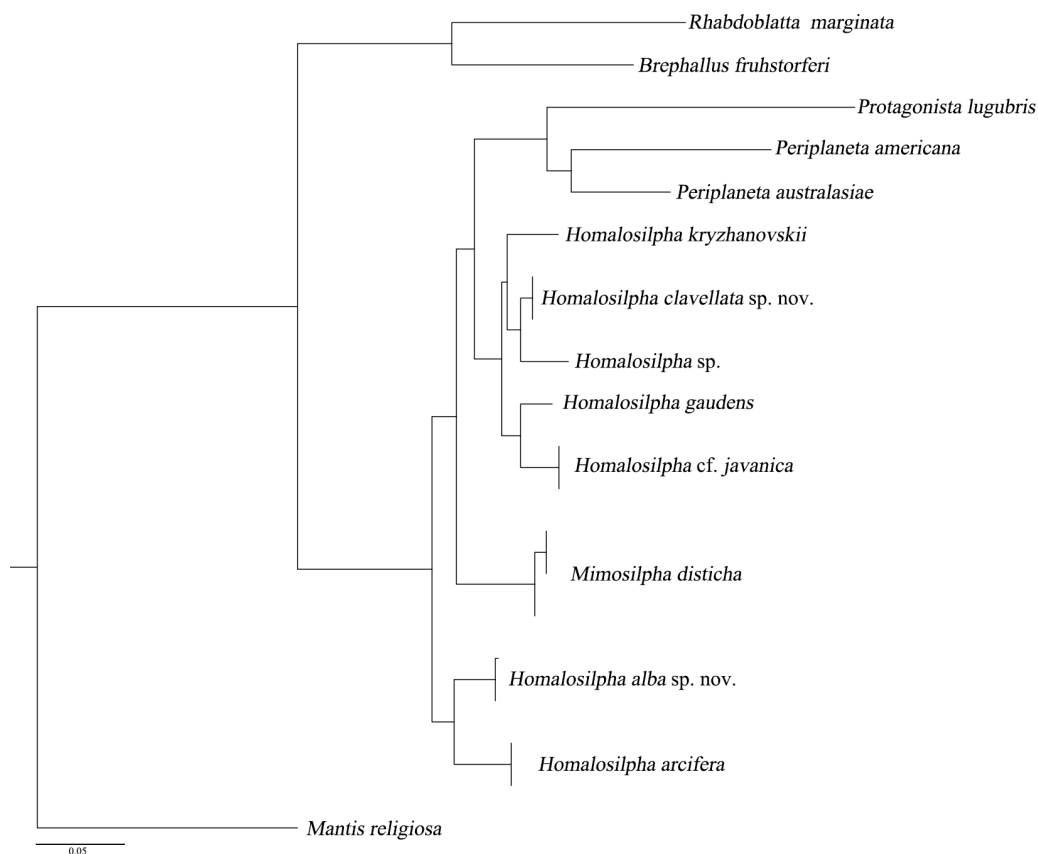 Rhabdoblatta marginata
Brephallus fruhstorferi
Protagonista lugubris
Periplaneta americana
Periplaneta australasiae
Homalosilpha kryzhanovskii
Homalosilpha clavellata sp. nov.
Homalosilpha sp.
Homalosilpha gaudens
Homalosilpha cf. javanica
Mimosilpha disticha
Homalosilpha alba sp. nov.
Homalosilpha arcifera
Mantis religiosa
0.05